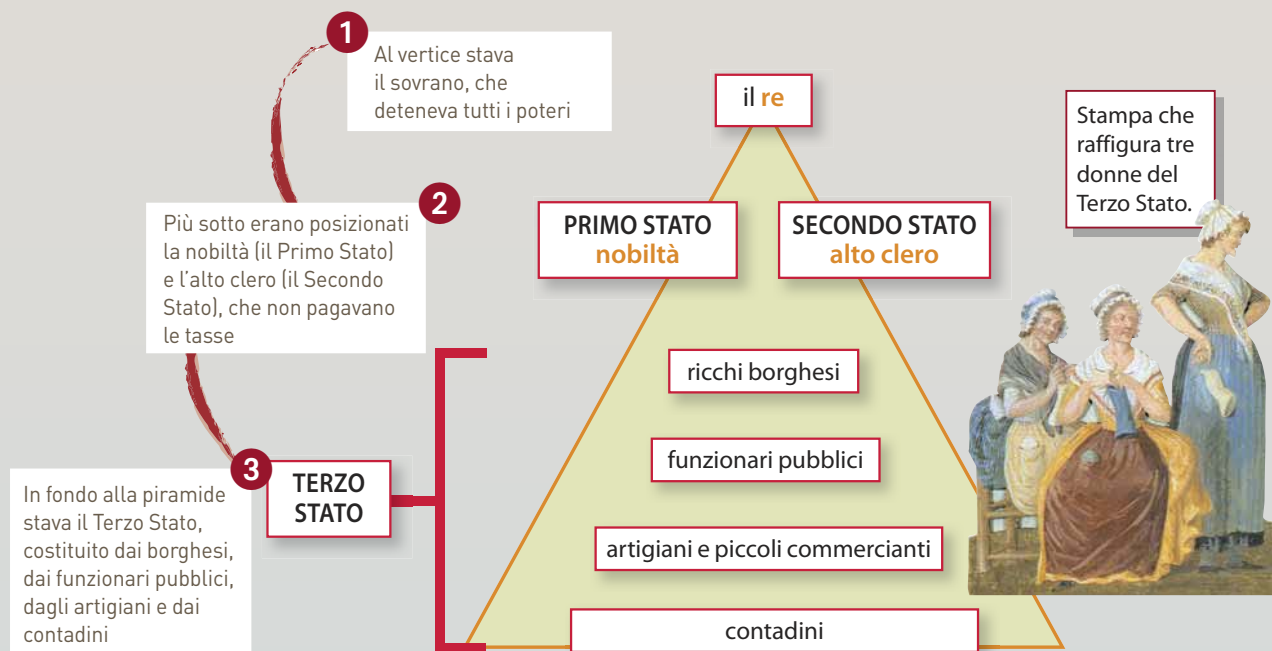 1
Al vertice stava
il sovrano, che
deteneva tutti i poteri
2
Più sotto erano posizionati
la nobiltà (il Primo Stato)
e l'alto clero (il Secondo
Stato), che non pagavano
le tasse
3
In fondo alla piramide
stava il Terzo Stato,
costituito dai borghesi,
dai funzionari pubblici,
dagli artigiani e dai
contadini
TERZO
STATO
il re
PRIMO STATO
nobiltà
SECONDO STATO
alto clero
ricchi borghesi
funzionari pubblici
artigiani e piccoli commercianti
contadini
Stampa che
raffigura tre
donne del
Terzo Stato.